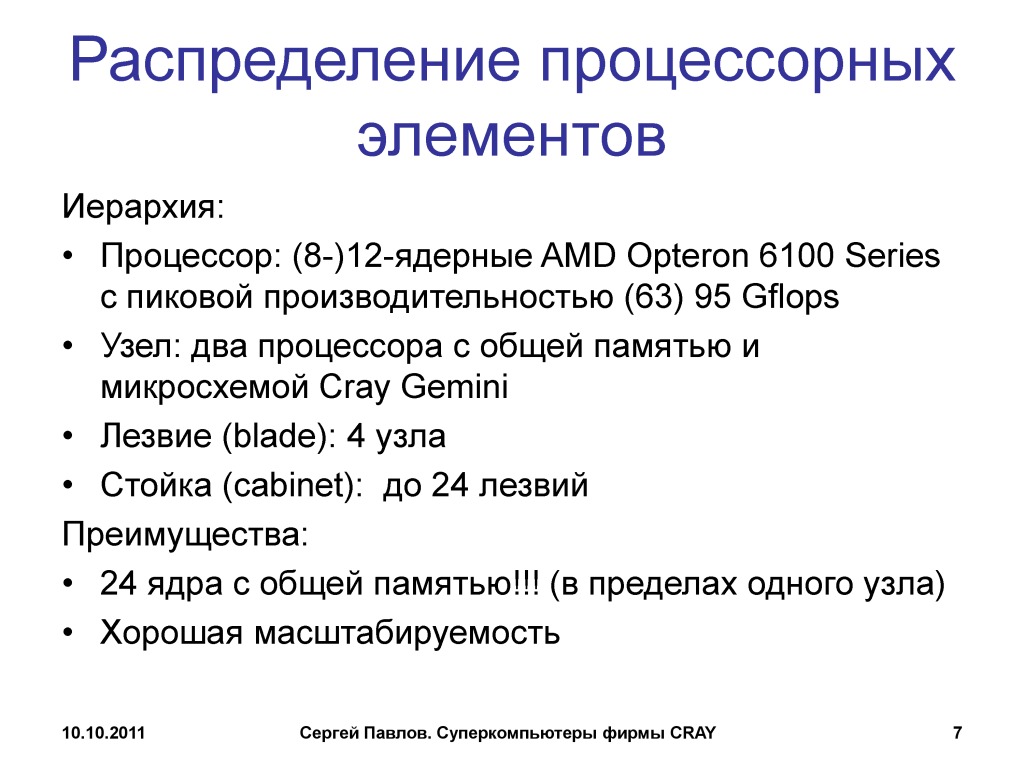 Распределение процессорных
элементов
Иерархия:
• Процессор: (8-)12-ядерные AMD Opteron 6100 Series
с пиковой производительностью (63) 95 Gflops
• Узел: два процессора с общей памятью и
микросхемой Cray Gemini
• Лезвие (blade): 4 узла
• Стойка (cabinet):  до 24 лезвий
Преимущества:
• 24 ядра с общей памятью!!! (в пределах одного узла)
• Хорошая масштабируемость
10.10.2011 Сергей Павлов. Суперкомпьютеры фирмы CRAY 7